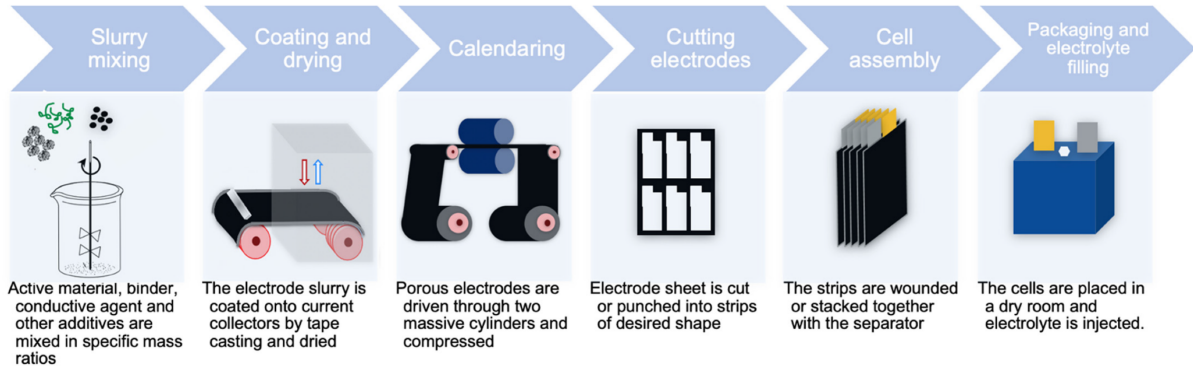 Slurry
mixing
Coating and
drying
Calendaring
Cutting
electrodes
Cell
assembly
Packaging and
electrolyte
filling
Active material, binder,
conductive agent and
other additives are
mixed in specific mass
ratios
The electrode slurry is
coated onto current
collectors by tape
casting and dried
Porous electrodes are
driven through two
massive cylinders and
compressed
Electrode sheet is cut
or punched into strips
of desired shape
The strips are wounded
or stacked together
with the separator
The cells are placed in
a dry room and
electrolyte is injected.